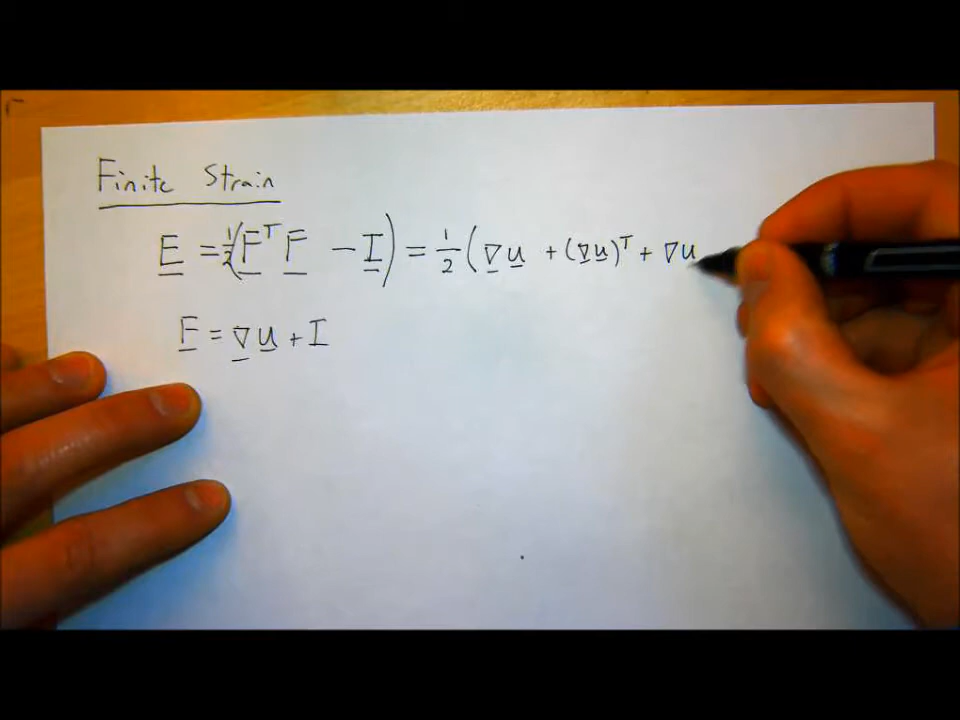 Finite Strain
E = ½(FᵀF − I) = ½(∇u + (∇u)ᵀ + ∇u
F = ∇u + I